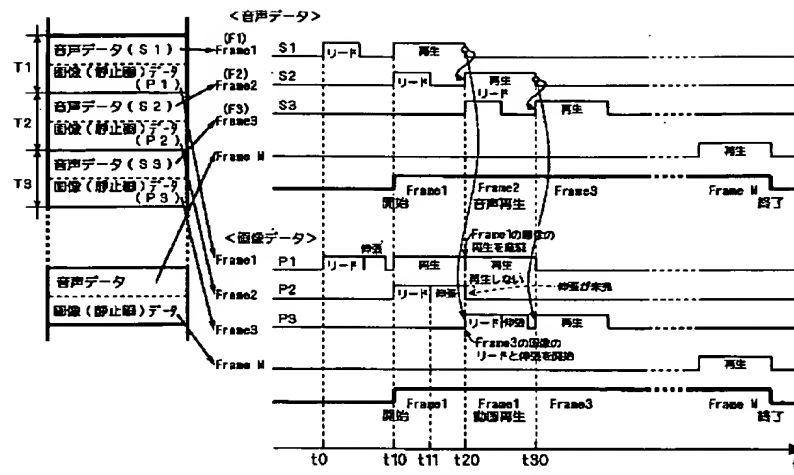 <音声データ>
音声データ(S1)
画像(静止画)データ
(P1)
音声データ(S2)
画像(静止画)データ
(P2)
音声データ(S3)
画像(静止画)データ
(P3)
音声データ
画像(静止画)データ
T1
T2
T3
(F1)
Frame1
(F2)
Frame2
(F3)
Frame3
Frame M
S1
リード
再生
S2
リード
再生
リード
S3
再生
再生
Frame1
Frame2
Frame3
Frame M
開始
音声再生
終了
<画像データ>
Frame1
Frame2
Frame3
Frame M
P1
リード
伸張
再生
再生
Frame1の画像の
再生を継続
再生しない
P2
リード
伸張
伸張が未完
P3
リード
伸張
再生
Frame3の画像の
リードと伸張を開始
再生
Frame1
Frame1
Frame3
Frame M
開始
動画再生
終了
t0
t10
t11
t20
t30
t